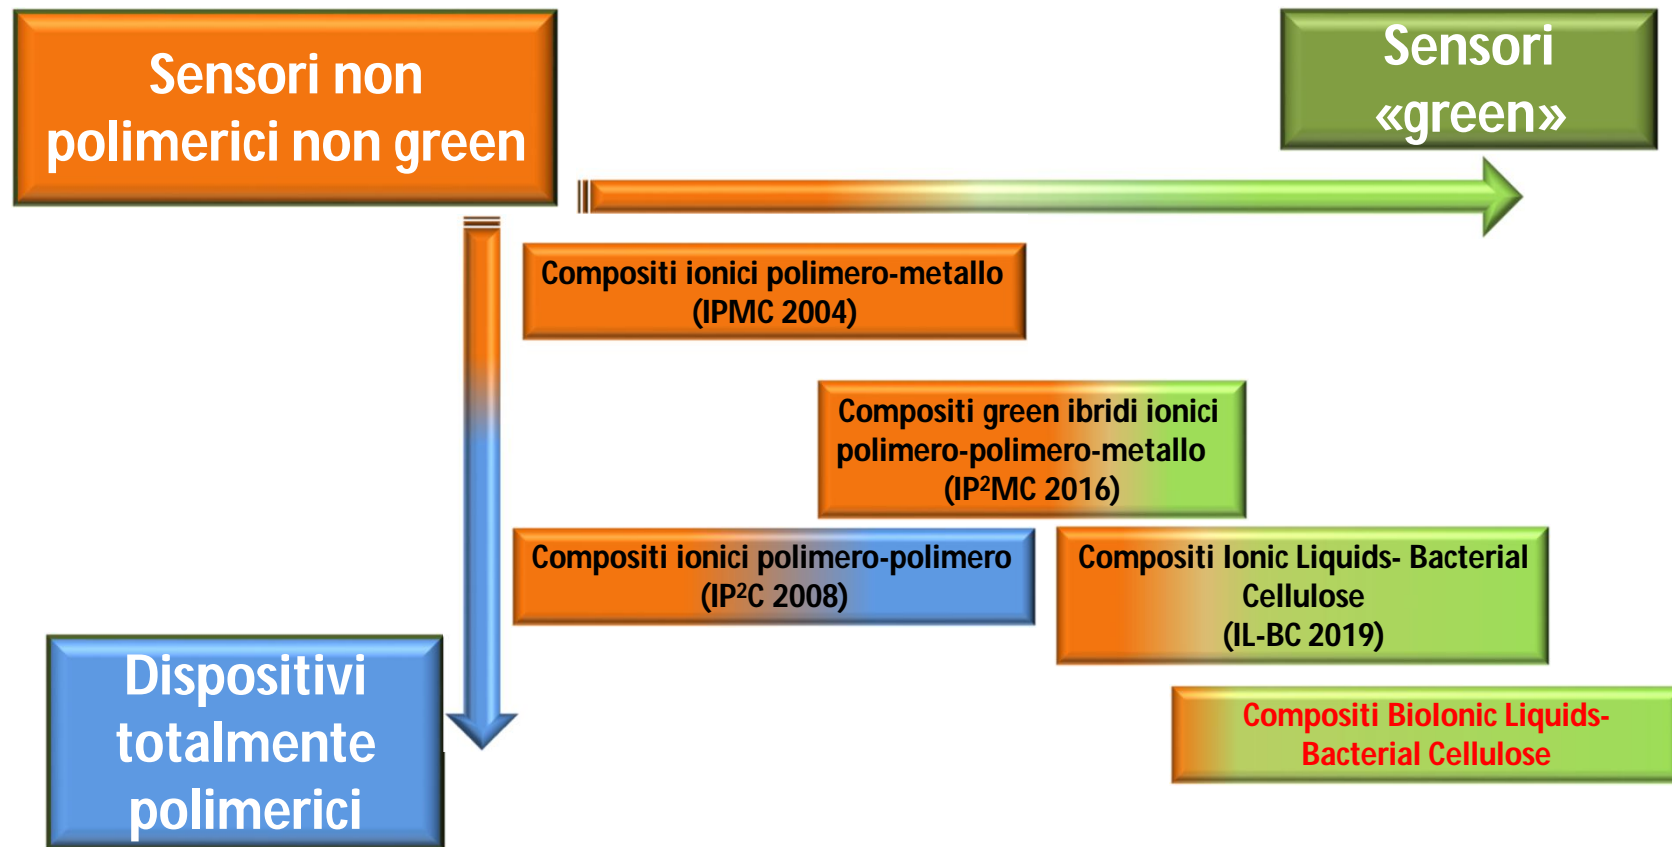 Sensori non
polimerici non green
Sensori
«green»
Compositi ionici polimero-metallo
(IPMC 2004)
Compositi green ibridi ionici
polimero-polimero-metallo
(IP²MC 2016)
Compositi ionici polimero-polimero
(IP²C 2008)
Compositi Ionic Liquids- Bacterial
Cellulose
(IL-BC 2019)
Dispositivi
totalmente
polimerici
Compositi BioIonic Liquids-
Bacterial Cellulose